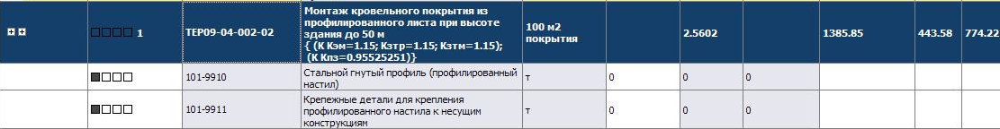 1 ТЕР09-04-002-02 Монтаж кровельного покрытия из
профилированного листа при высоте
здания до 50 м
{ (К Кэм=1.15; Кзтр=1.15; Кзтм=1.15);
(К Кпз=0.95525251)}
100 м2
покрытия
2.5602 1385.85 443.58 774.22
101-9910 Стальной гнутый профиль (профилированный
настил)
т 0 0 0
101-9911 Крепежные детали для крепления
профилированного настила к несущим
конструкциям
т 0 0 0